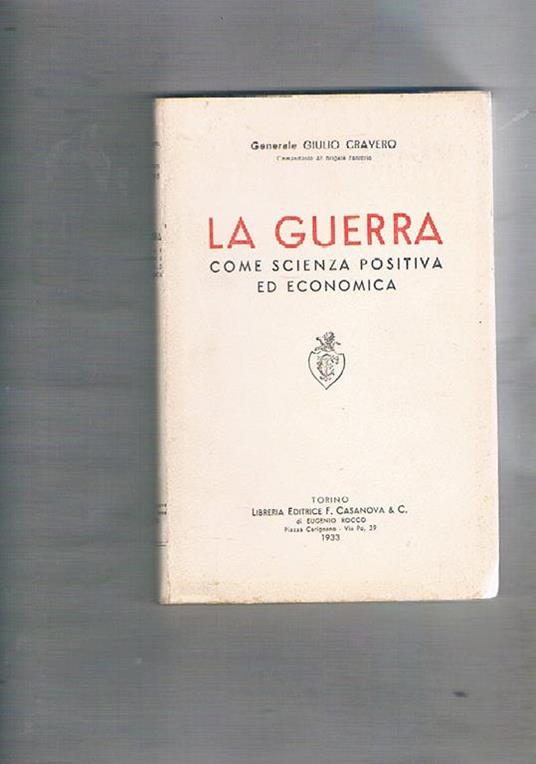 Generale GIULIO CRAVERO
Comandante di brigata fanteria
LA GUERRA
COME SCIENZA POSITIVA
ED ECONOMICA
TORINO
LIBRERIA EDITRICE F. CASANOVA & C.
di EUGENIO ROCCO
Piazza Carignano - Via Po, 39
1933